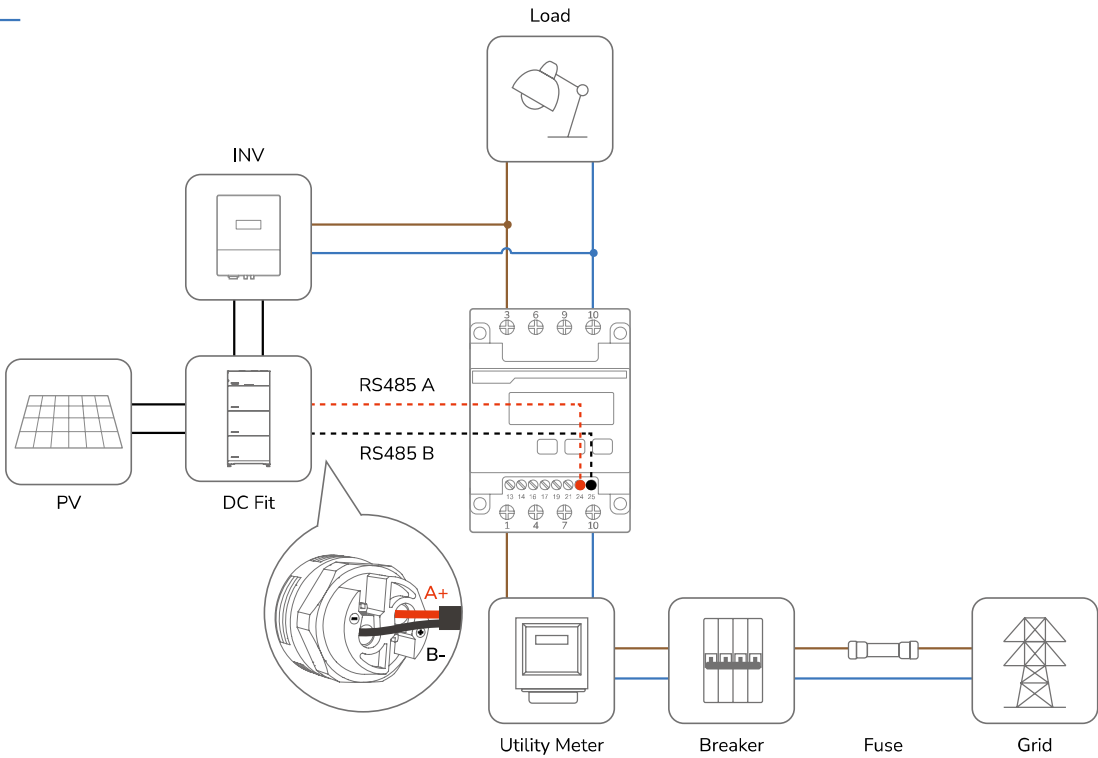 Load
INV
3 6 9 10
RS485 A
RS485 B
13 14 16 17 19 21 24 25
1 4 7 10
PV
DC Fit
A+
B-
Utility Meter
Breaker
Fuse
Grid